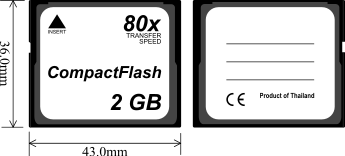 36.0mm
INSERT
80x
TRANSFER
SPEED
CompactFlash
2 GB
43.0mm
CE
Product of Thailand